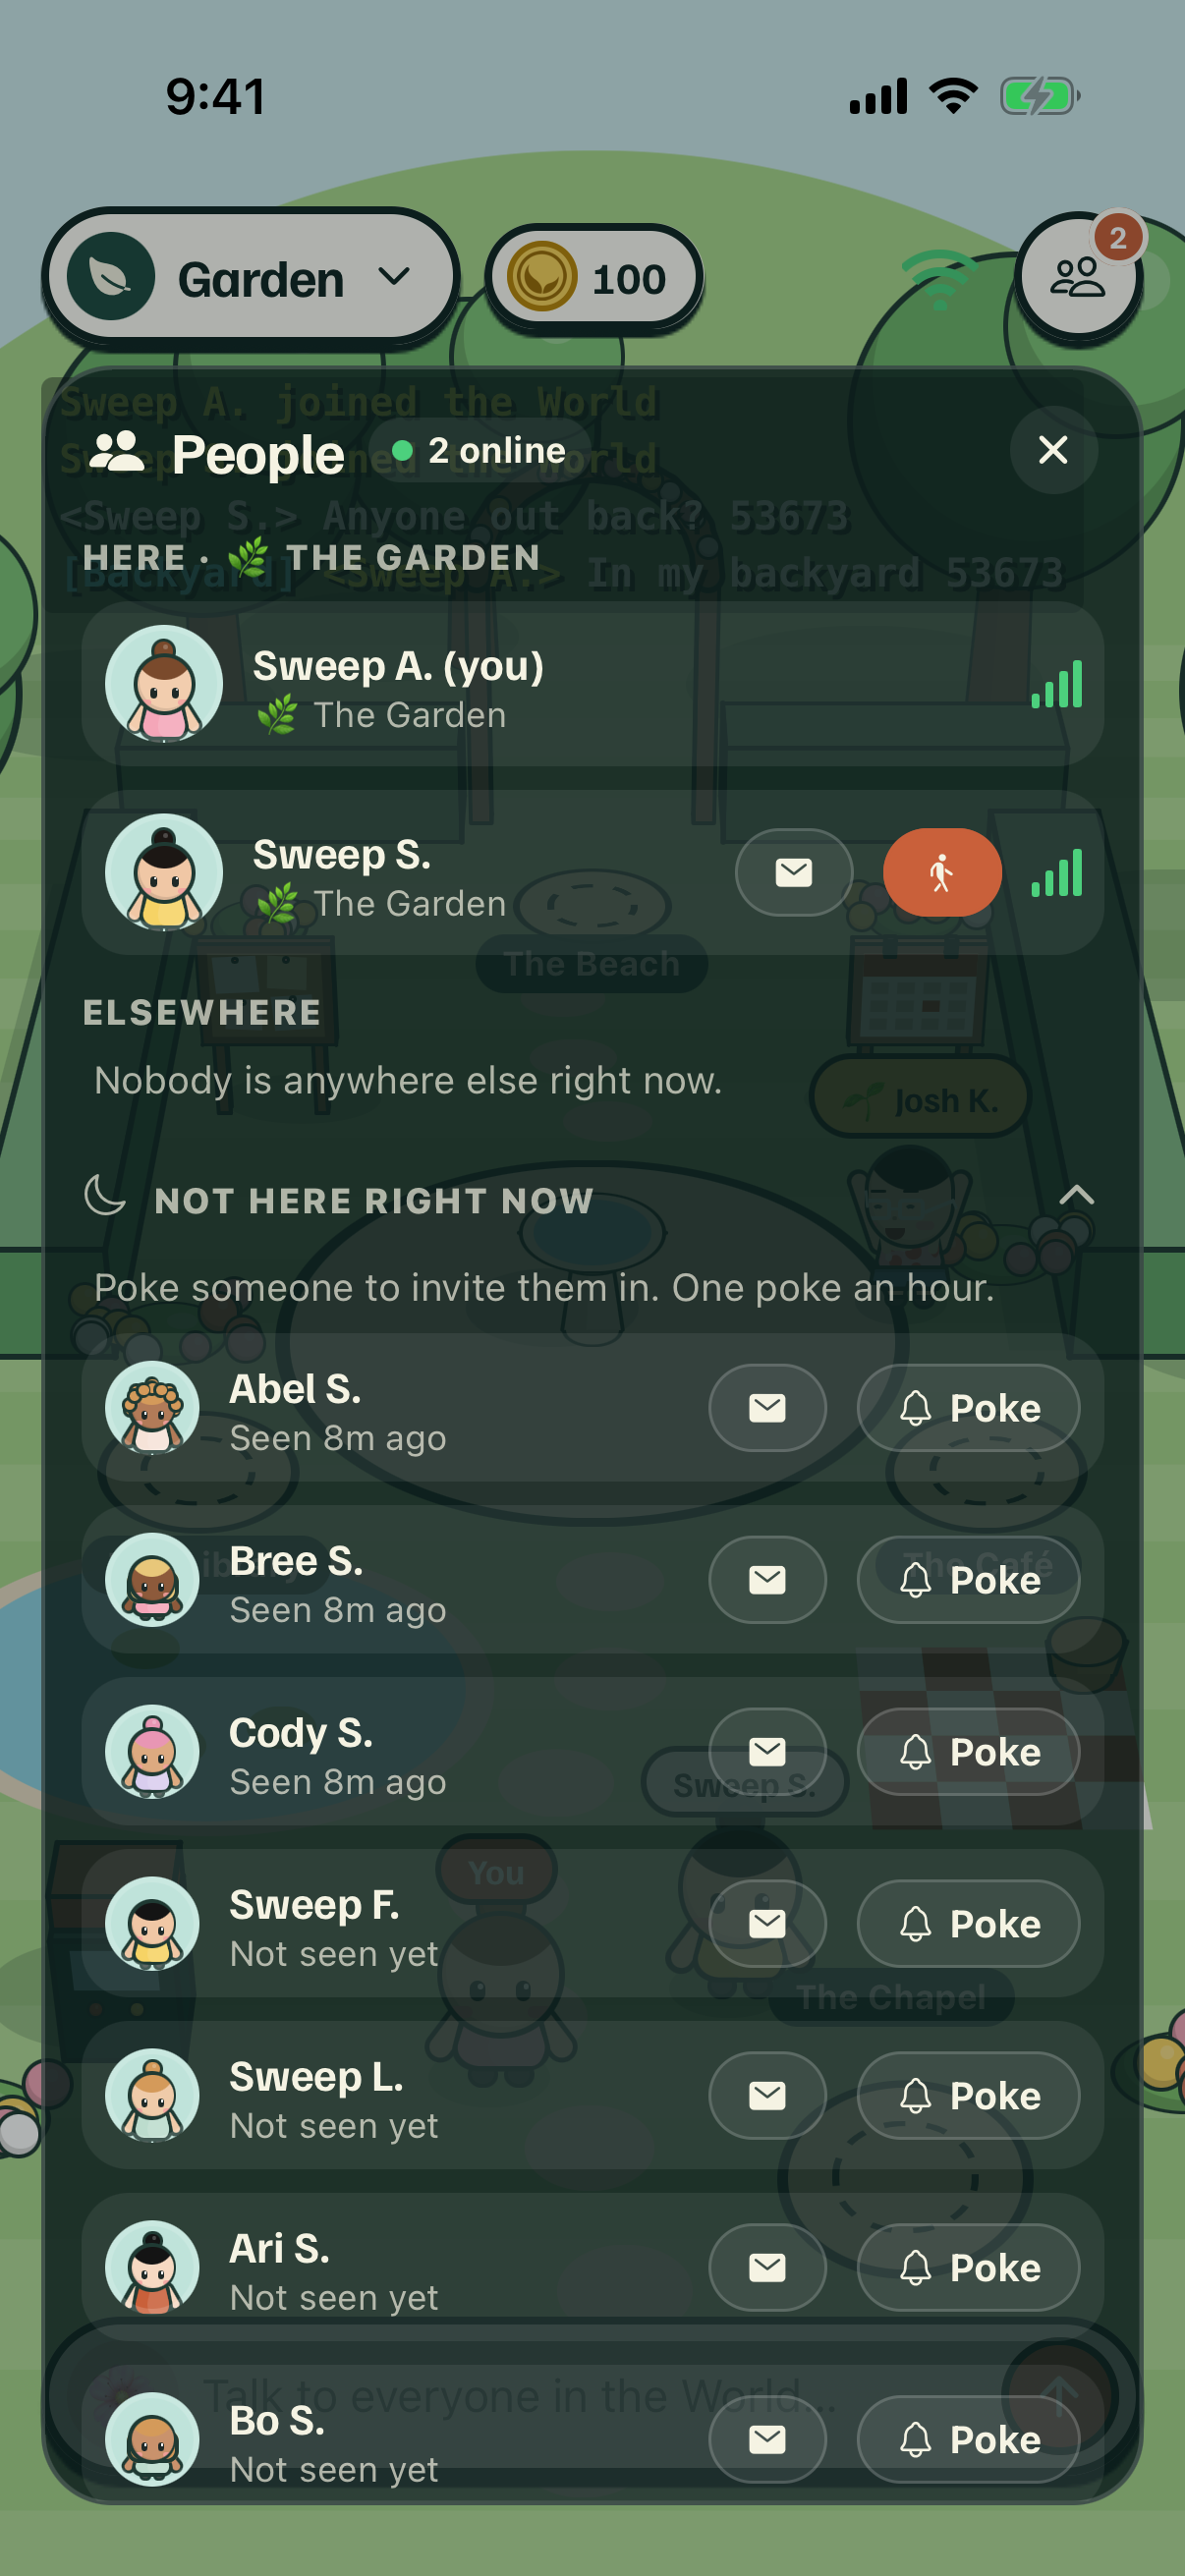 9:41
Garden
100
2
Sweep A. joined the World
People
2 online
<Sweep S.> Anyone out back? 53673
HERE · 🌿 THE GARDEN
[Backyard] <Sweep A.> In my backyard 53673
Sweep A. (you)
🌿 The Garden
Sweep S.
🌿 The Garden
The Beach
ELSEWHERE
Nobody is anywhere else right now.
Josh K.
NOT HERE RIGHT NOW
Poke someone to invite them in. One poke an hour.
Abel S.
Seen 8m ago
Poke
Bree S.
Seen 8m ago
The Café
Poke
Cody S.
Seen 8m ago
Poke
Sweep S.
You
Sweep F.
Not seen yet
Poke
The Chapel
Sweep L.
Not seen yet
Poke
Ari S.
Not seen yet
Poke
Talk to everyone in the World...
Bo S.
Not seen yet
Poke